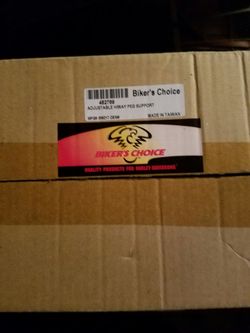 Biker's Choice
482709
ADJUSTABLE HIWAY PEG SUPPORT
MADE IN TAIWAN
BIKER'S CHOICE
QUALITY PRODUCTS FOR HARLEY-DAVIDSONS